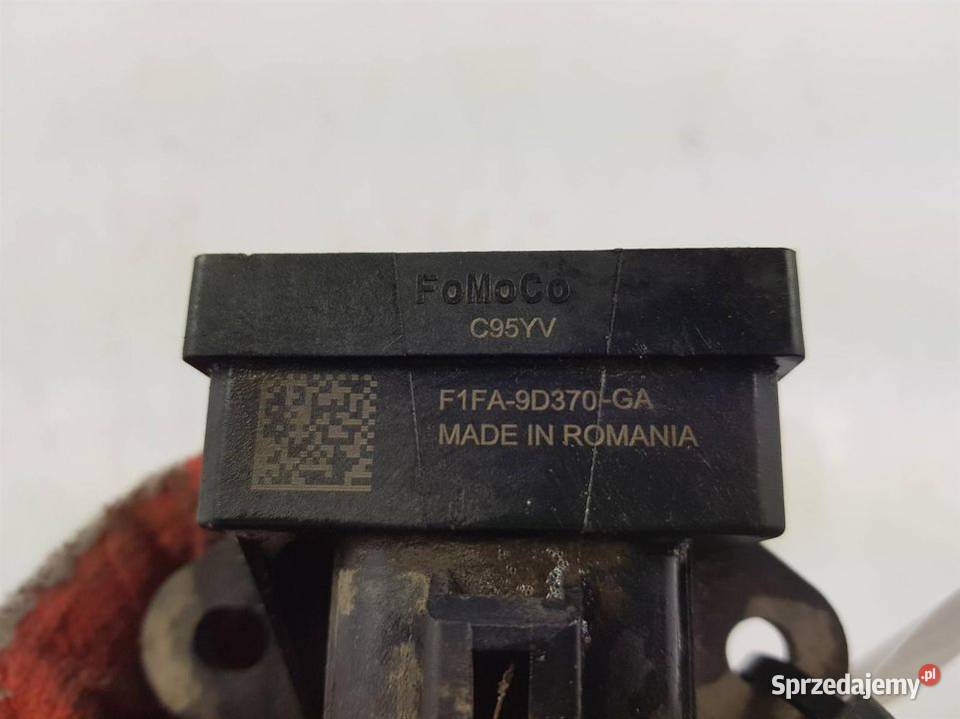 FoMoCo
C95YV
F1FA-9D370-GA
MADE IN ROMANIA
Sprzedajemy.pl